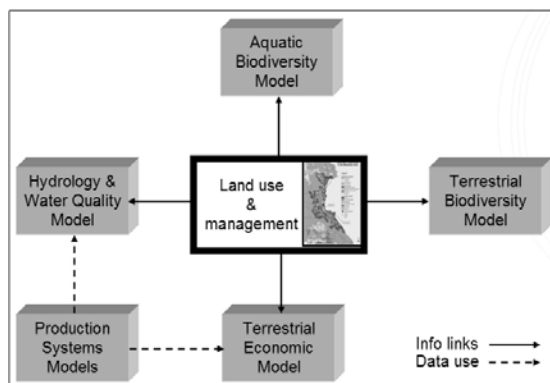 Aquatic
Biodiversity
Model
Hydrology &
Water Quality
Model
Land use
&
management
Terrestrial
Biodiversity
Model
Production
Systems
Models
Terrestrial
Economic
Model
Info links
Data use